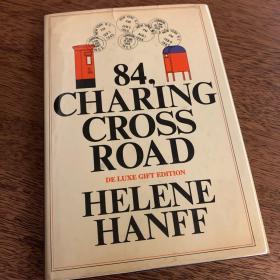 84,
CHARING
CROSS
ROAD
DE LUXE GIFT EDITION
HELENE
HANFF